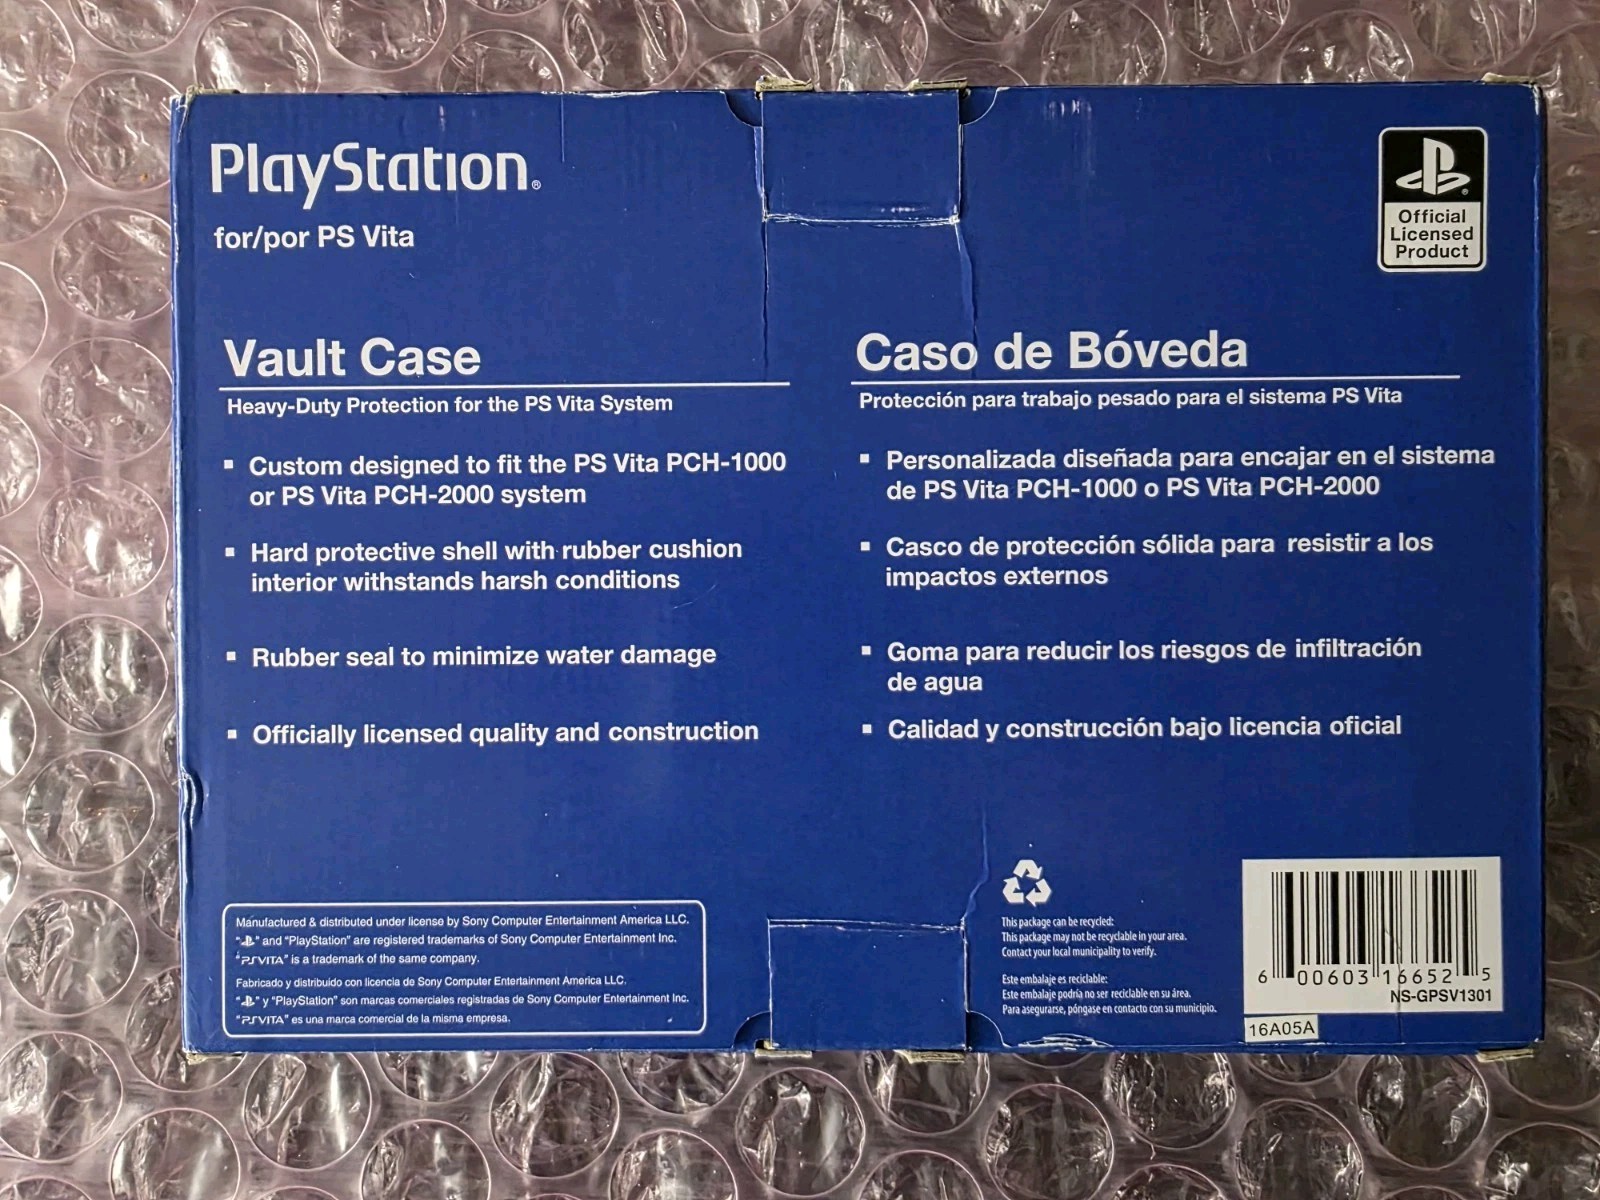 PlayStation®
for/por PS Vita
Official
Licensed
Product
Vault Case
Heavy-Duty Protection for the PS Vita System
▪ Custom designed to fit the PS Vita PCH-1000
or PS Vita PCH-2000 system
▪ Hard protective shell with rubber cushion
interior withstands harsh conditions
▪ Rubber seal to minimize water damage
▪ Officially licensed quality and construction
Caso de Bóveda
Protección para trabajo pesado para el sistema PS Vita
▪ Personalizada diseñada para encajar en el sistema
de PS Vita PCH-1000 o PS Vita PCH-2000
▪ Casco de protección sólida para resistir a los
impactos externos
▪ Goma para reducir los riesgos de infiltración
de agua
▪ Calidad y construcción bajo licencia oficial
Manufactured & distributed under license by Sony Computer Entertainment America LLC.
" " and "PlayStation" are registered trademarks of Sony Computer Entertainment Inc.
"PSVITA" is a trademark of the same company.
Fabricado y distribuido con licencia de Sony Computer Entertainment America LLC.
" " y "PlayStation" son marcas comerciales registradas de Sony Computer Entertainment Inc.
"PSVITA" es una marca comercial de la misma empresa.
This package can be recycled:
This package may not be recyclable in your area.
Contact your local municipality to verify.
Este embalaje es reciclable:
Este embalaje podría no ser reciclable en su área.
Para asegurarse, póngase en contacto con su municipio.
6 00603 16652 5
NS-GPSV1301
16A05A